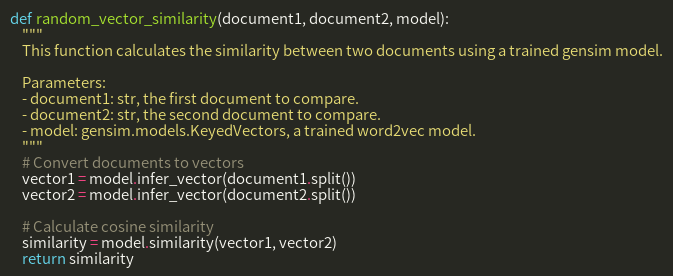 def random_vector_similarity(document1, document2, model):
    """
    This function calculates the similarity between two documents using a trained gensim model.

    Parameters:
    - document1: str, the first document to compare.
    - document2: str, the second document to compare.
    - model: gensim.models.KeyedVectors, a trained word2vec model.
    """
    # Convert documents to vectors
    vector1 = model.infer_vector(document1.split())
    vector2 = model.infer_vector(document2.split())

    # Calculate cosine similarity
    similarity = model.similarity(vector1, vector2)
    return similarity